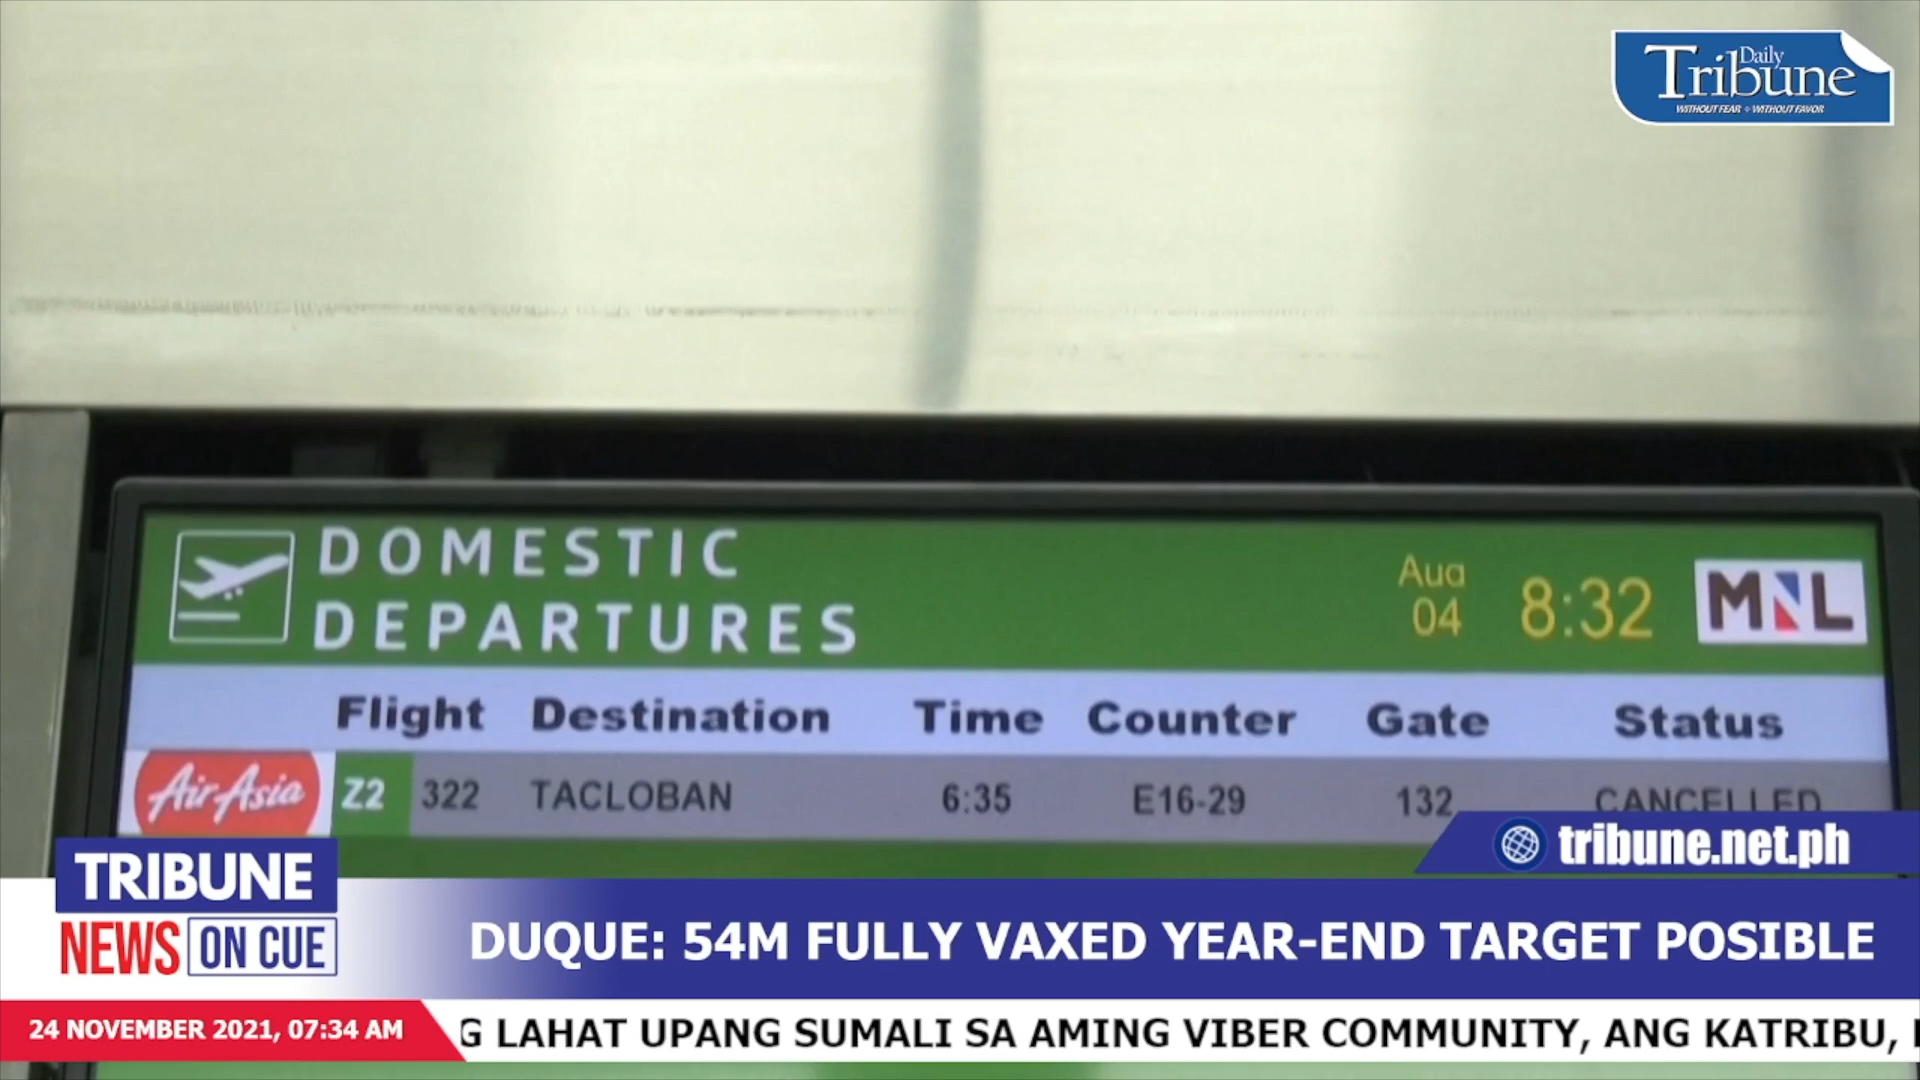 Daily
Tribune
WITHOUT FEAR + WITHOUT FAVOR
DOMESTIC
DEPARTURES
Aug
04
8:32
MNL
Flight Destination Time Counter Gate Status
AirAsia Z2 322 TACLOBAN 6:35 E16-29 132 CANCELLED
tribune.net.ph
TRIBUNE
NEWS ON CUE
DUQUE: 54M FULLY VAXED YEAR-END TARGET POSIBLE
24 NOVEMBER 2021, 07:34 AM
G LAHAT UPANG SUMALI SA AMING VIBER COMMUNITY, ANG KATRIBU,